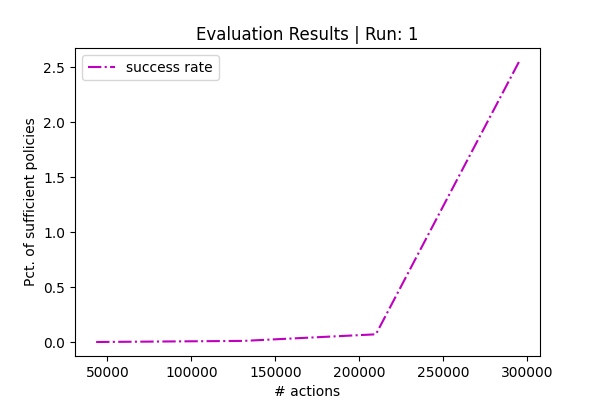 Evaluation Results | Run: 1
success rate
Pct. of sufficient policies
2.5
2.0
1.5
1.0
0.5
0.0
50000 100000 150000 200000 250000 300000
# actions